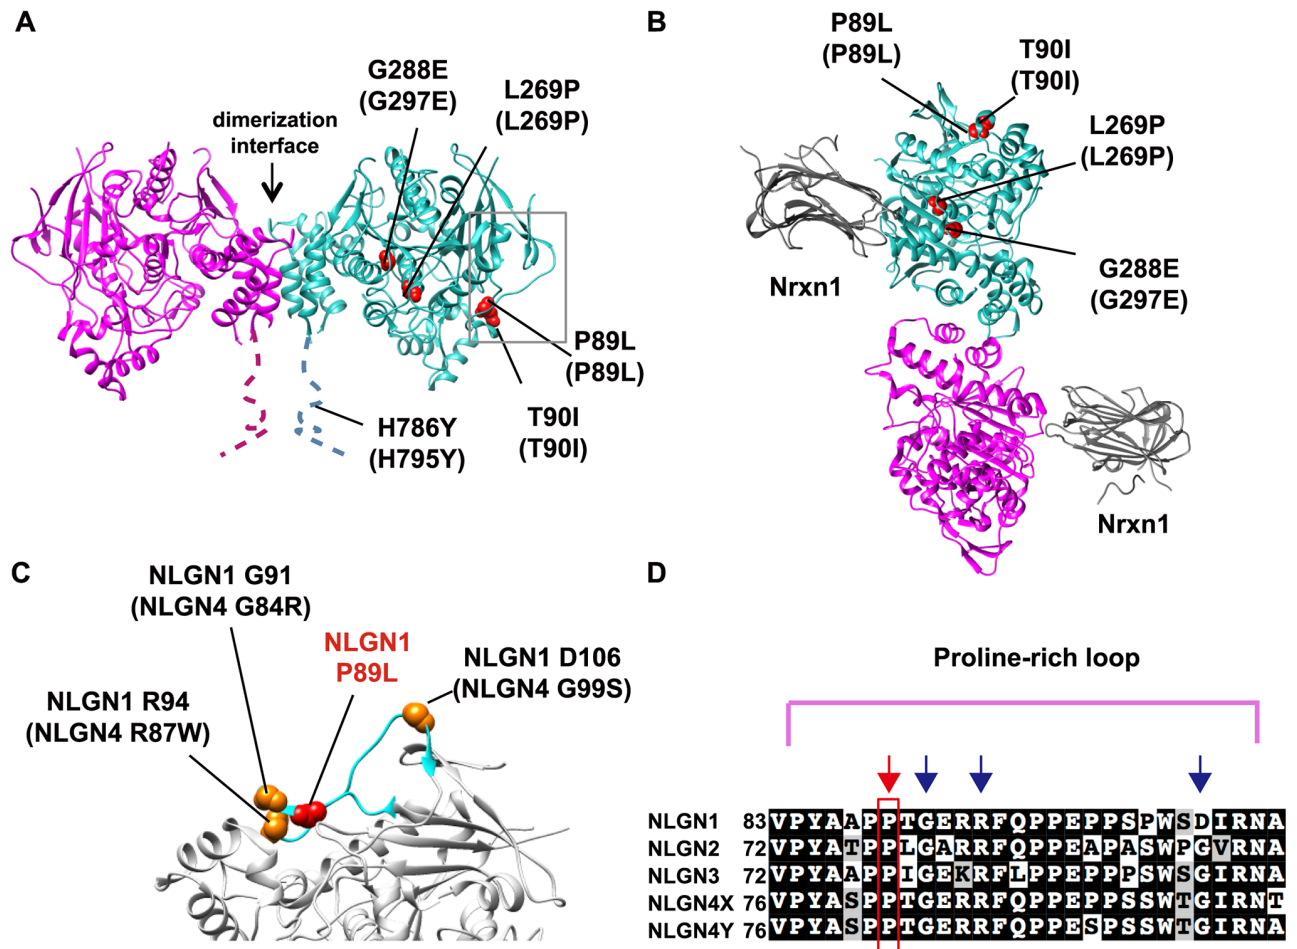 A
G288E
(G297E)
L269P
(L269P)
dimerization
interface
P89L
(P89L)
T90I
(T90I)
H786Y
(H795Y)
B
P89L
(P89L)
T90I
(T90I)
L269P
(L269P)
Nrxn1
G288E
(G297E)
Nrxn1
C
NLGN1 G91
(NLGN4 G84R)
NLGN1
P89L
NLGN1 D106
(NLGN4 G99S)
NLGN1 R94
(NLGN4 R87W)
D
Proline-rich loop
NLGN1 83 VPYAAPPTGERRFQPPEPPSPWSDIRNA
NLGN2 72 VPYATPPLGARRFQPPEAPASWPGVRNA
NLGN3 72 VPYAAPPIGEKRFLPPEPPPSWSGIRNA
NLGN4X 76 VPYASPPTGERRFQPPEPPSSWTGIRNT
NLGN4Y 76 VPYASPPTGERRFQPPESPSSWTGIRNA